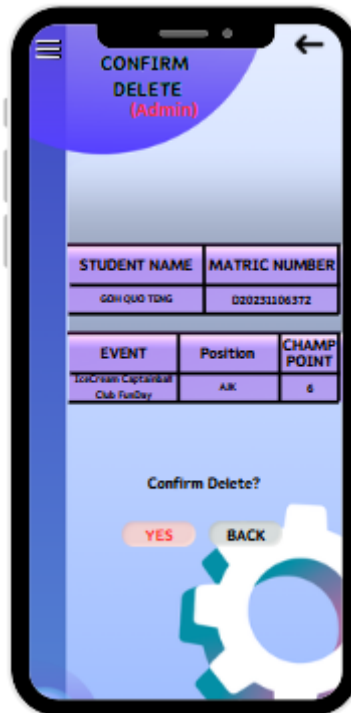 CONFIRM
DELETE
(Admin)
STUDENT NAME MATRIC NUMBER
GOH QUO TENG D20231106372
EVENT Position CHAMP
POINT
IceCream Captainball
Club FunDay AJK 6
Confirm Delete?
YES BACK